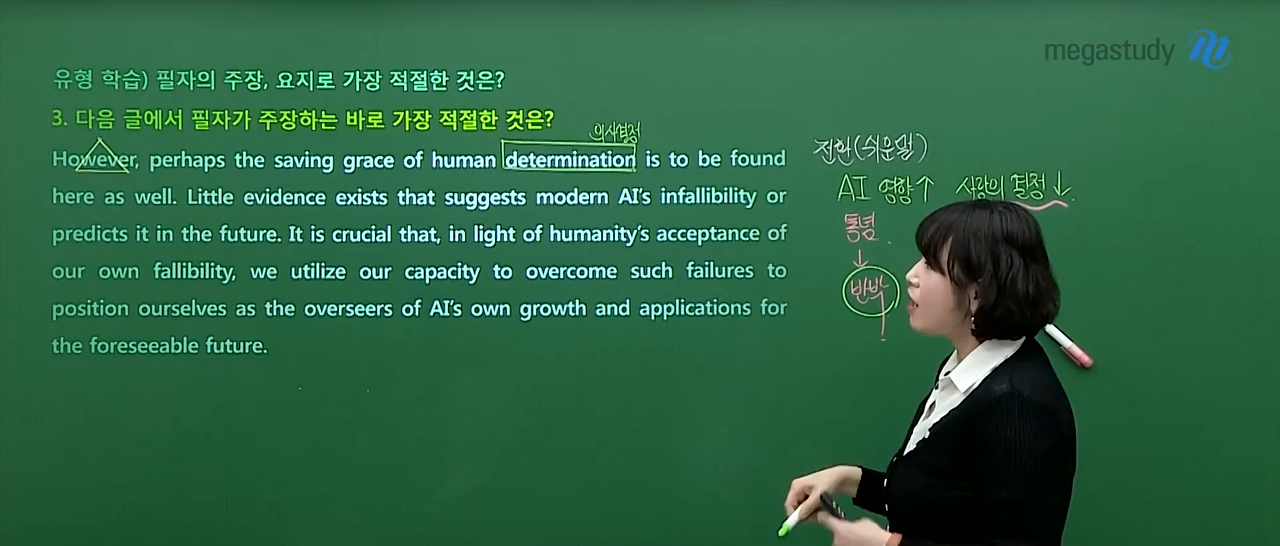 megastudy
유형 학습) 필자의 주장, 요지로 가장 적절한 것은?
3. 다음 글에서 필자가 주장하는 바로 가장 적절한 것은?
의사결정
However, perhaps the saving grace of human determination is to be found
here as well. Little evidence exists that suggests modern AI's infallibility or
predicts it in the future. It is crucial that, in light of humanity's acceptance of
our own fallibility, we utilize our capacity to overcome such failures to
position ourselves as the overseers of AI's own growth and applications for
the foreseeable future.
전환(쉬운말)
AI 영향↑ 사람의 결정↓
통념
↓
반박